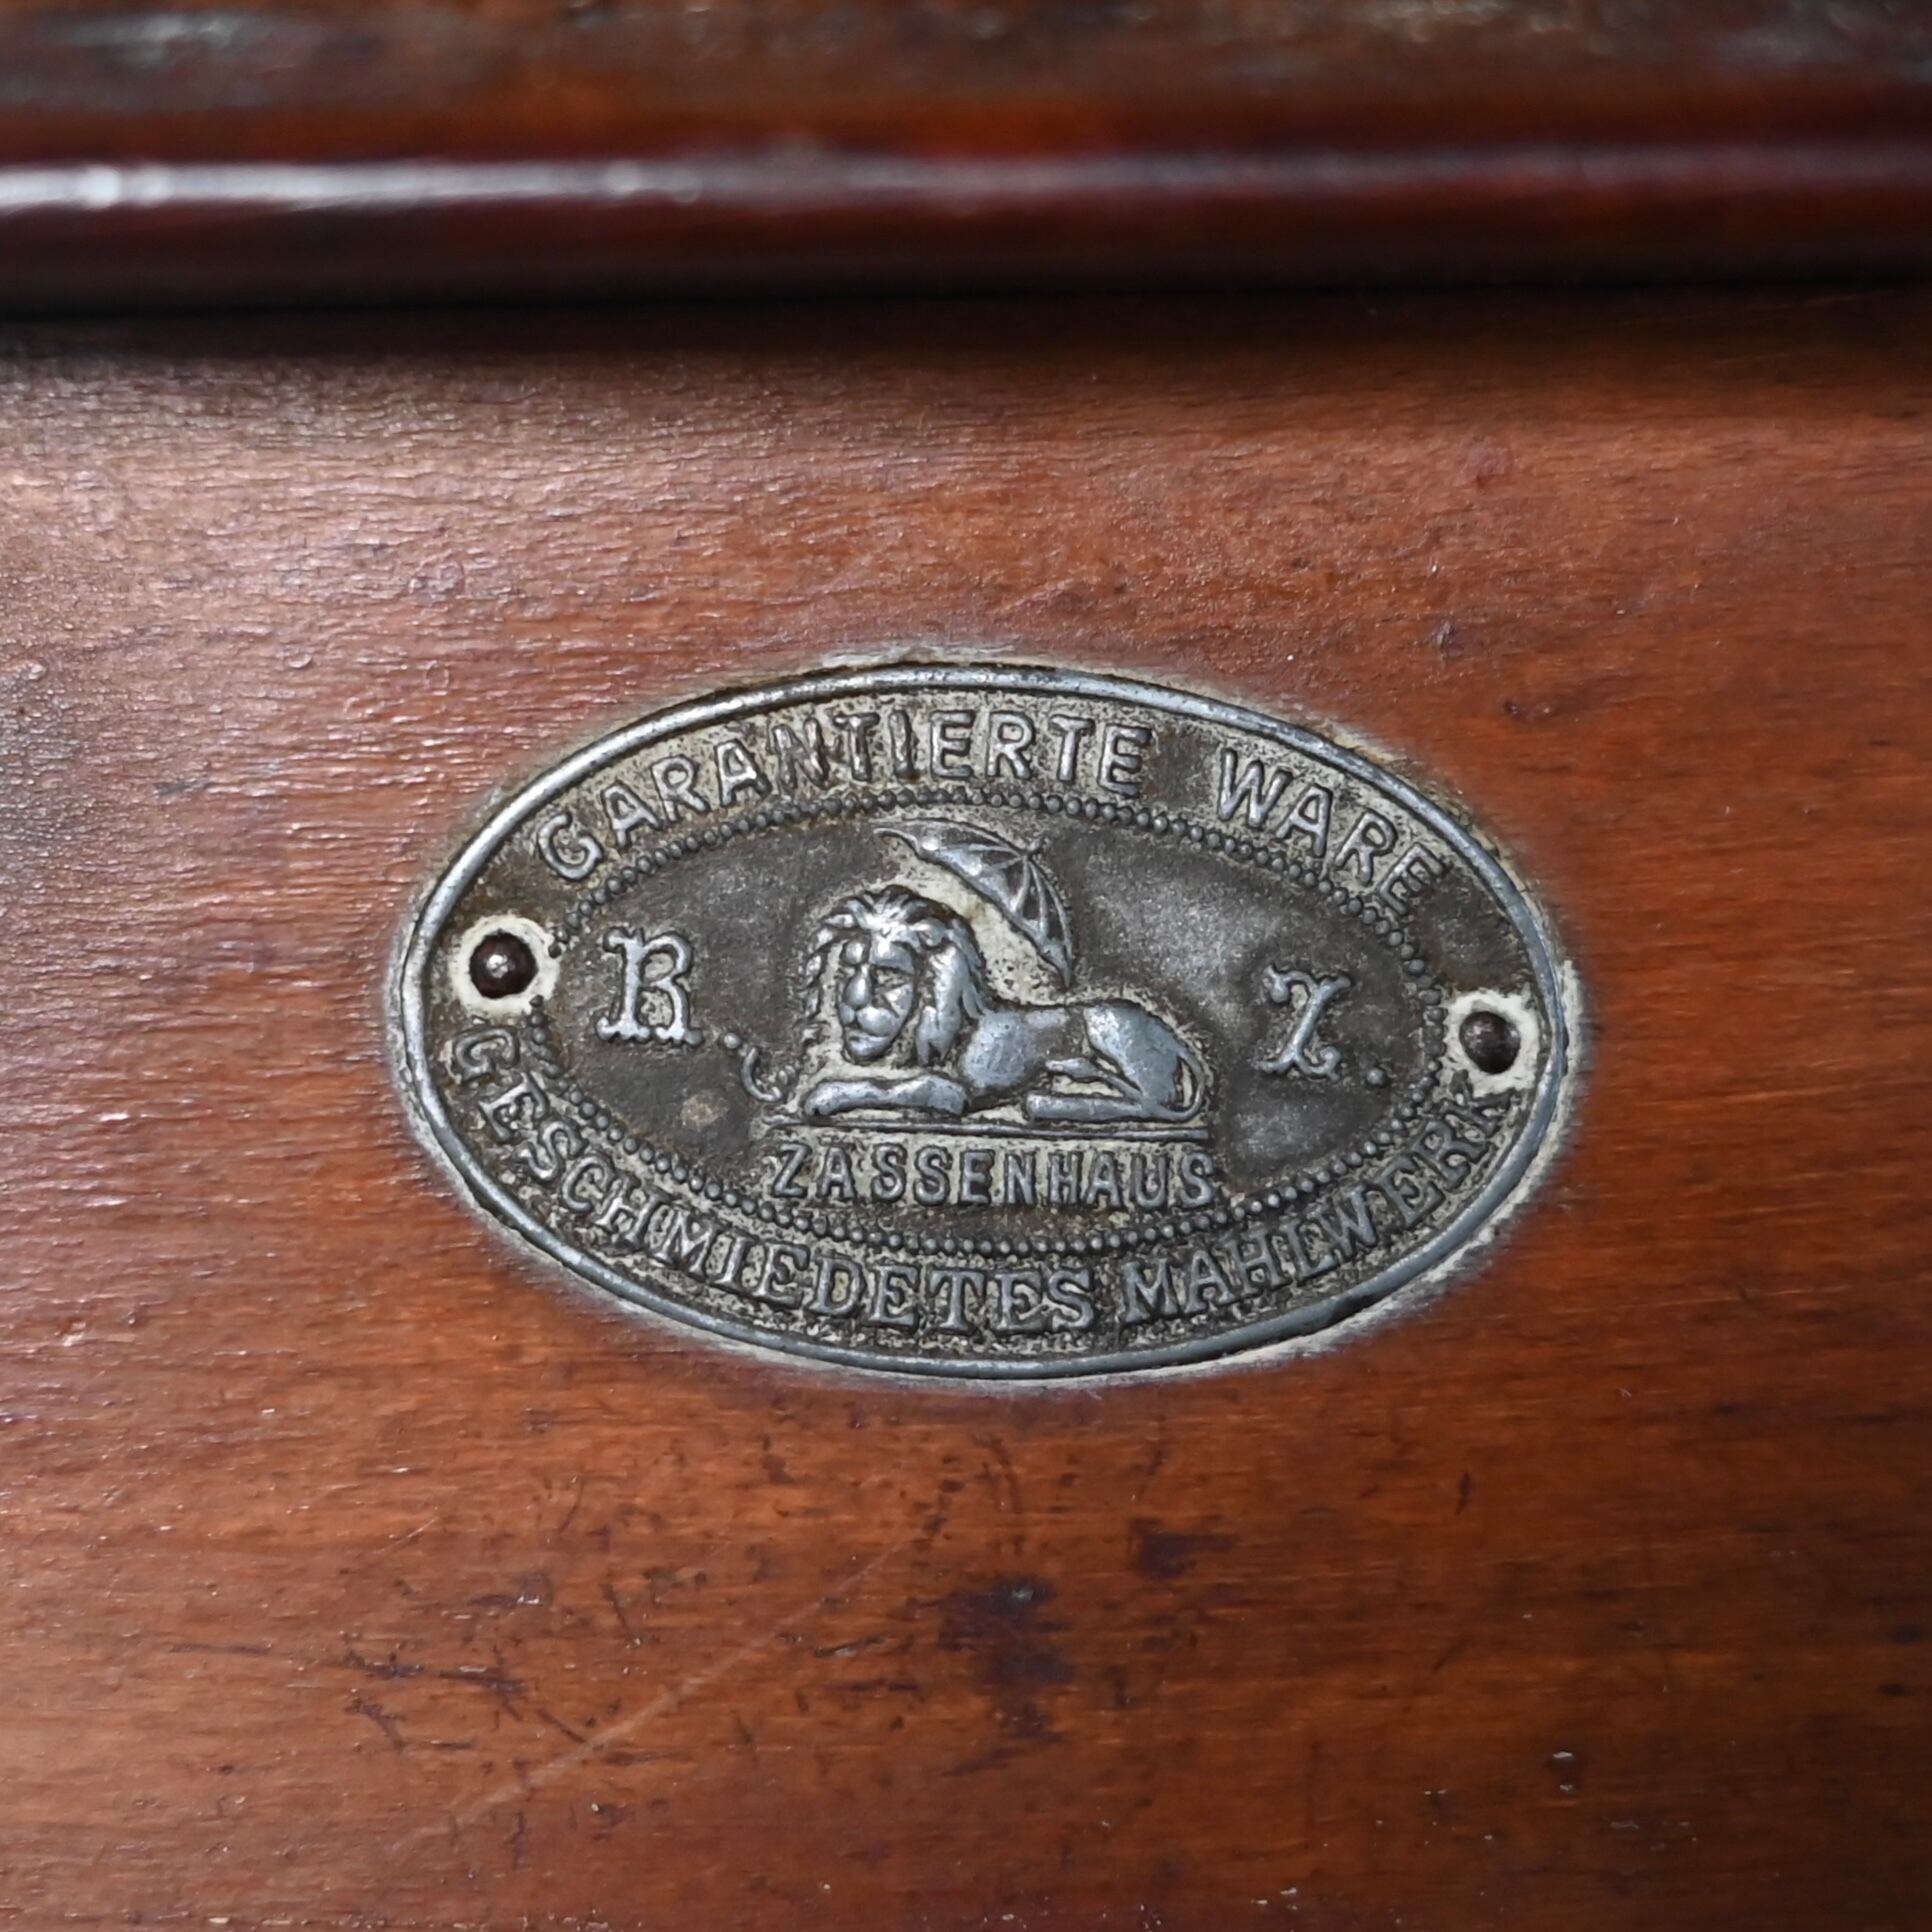 GARANTIERTE WARE
R. Z.
ZASSENHAUS
GESCHMIEDETES MAHLWERK